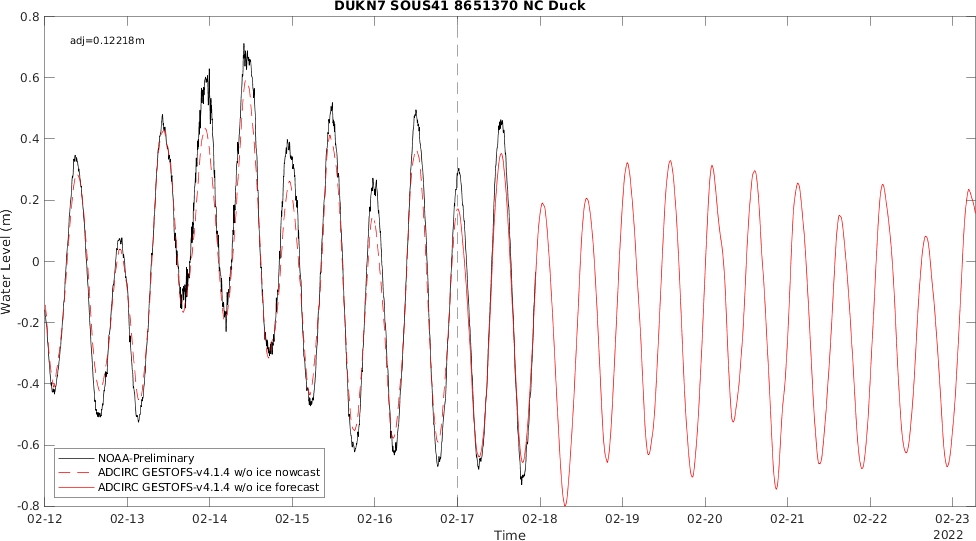 DUKN7 SOUS41 8651370 NC Duck
adj=0.12218m
Water Level (m)
0.8
0.6
0.4
0.2
0
-0.2
-0.4
-0.6
-0.8
NOAA-Preliminary
ADCIRC GESTOFS-v4.1.4 w/o ice nowcast
ADCIRC GESTOFS-v4.1.4 w/o ice forecast
02-12 02-13 02-14 02-15 02-16 02-17 02-18 02-19 02-20 02-21 02-22 02-23
Time
2022